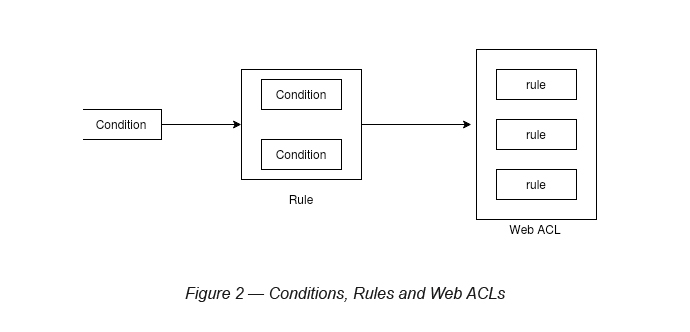 Condition
Condition
Condition
Rule
rule
rule
rule
Web ACL
Figure 2 — Conditions, Rules and Web ACLs